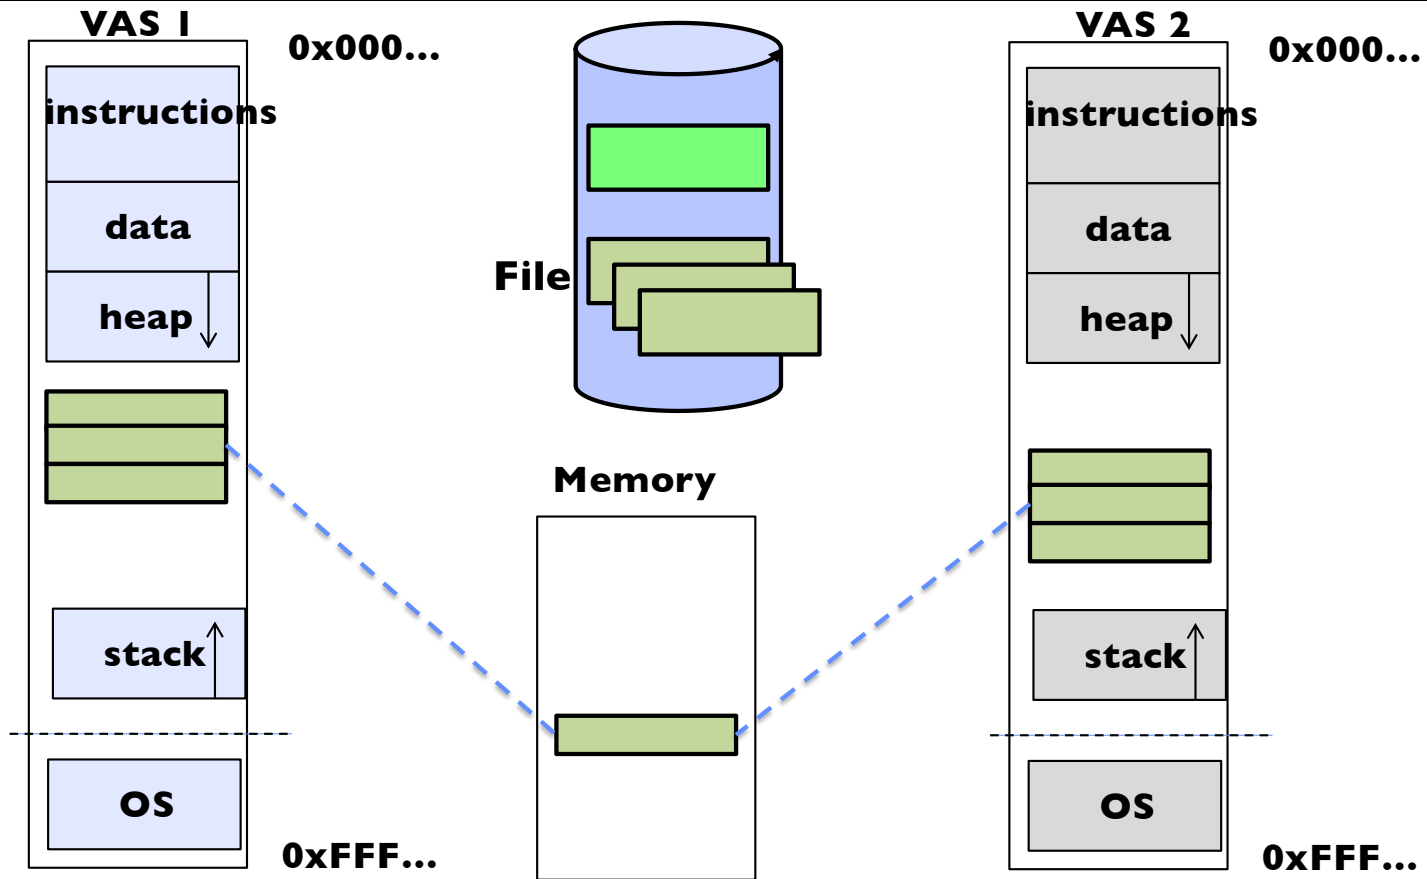 VAS 1
0x000...
instructions
data
heap
stack
OS
0xFFF...
File
Memory
VAS 2
0x000...
instructions
data
heap
stack
OS
0xFFF...